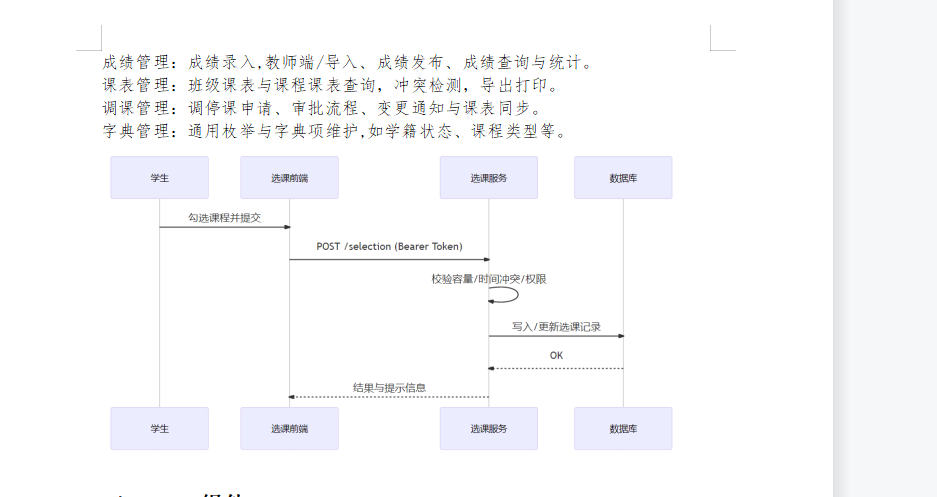 成绩管理：成绩录入,教师端/导入、成绩发布、成绩查询与统计。
课表管理：班级课表与课程课表查询，冲突检测，导出打印。
调课管理：调停课申请、审批流程、变更通知与课表同步。
字典管理：通用枚举与字典项维护,如学籍状态、课程类型等。
学生 选课前端 选课服务 数据库
勾选课程并提交
POST /selection (Bearer Token)
校验容量/时间冲突/权限
写入/更新选课记录
OK
结果与提示信息
学生 选课前端 选课服务 数据库